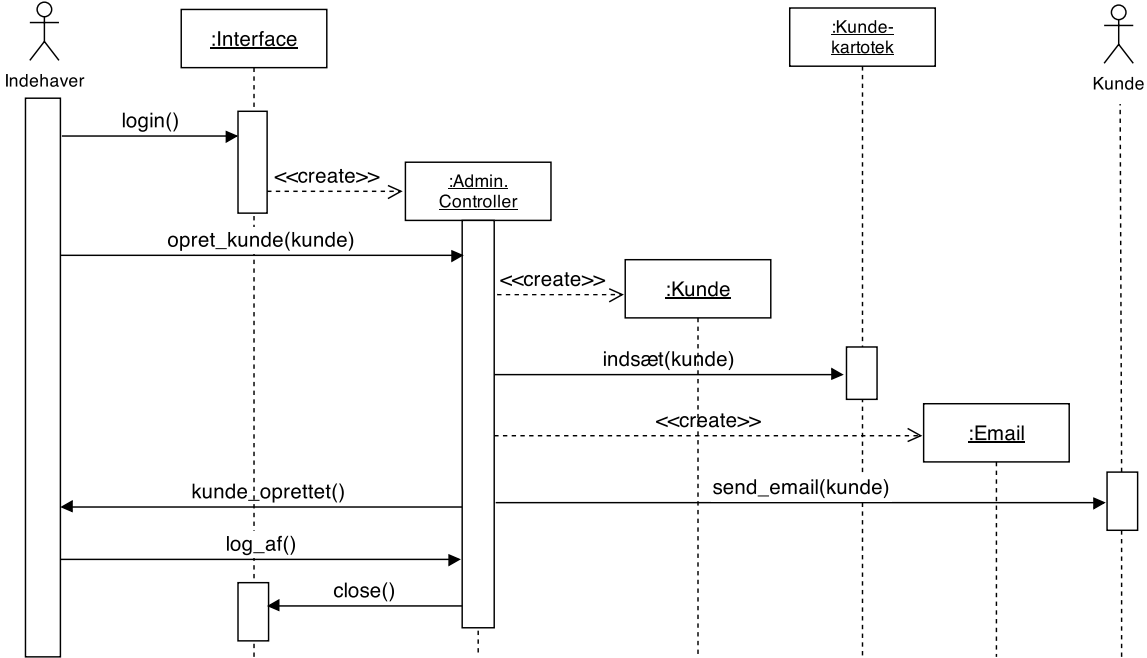 :Interface
:Kunde-
kartotek
Indehaver
Kunde
login()
<<create>>
:Admin.
Controller
opret_kunde(kunde)
<<create>>
:Kunde
indsæt(kunde)
<<create>>
:Email
kunde_oprettet()
send_email(kunde)
log_af()
close()